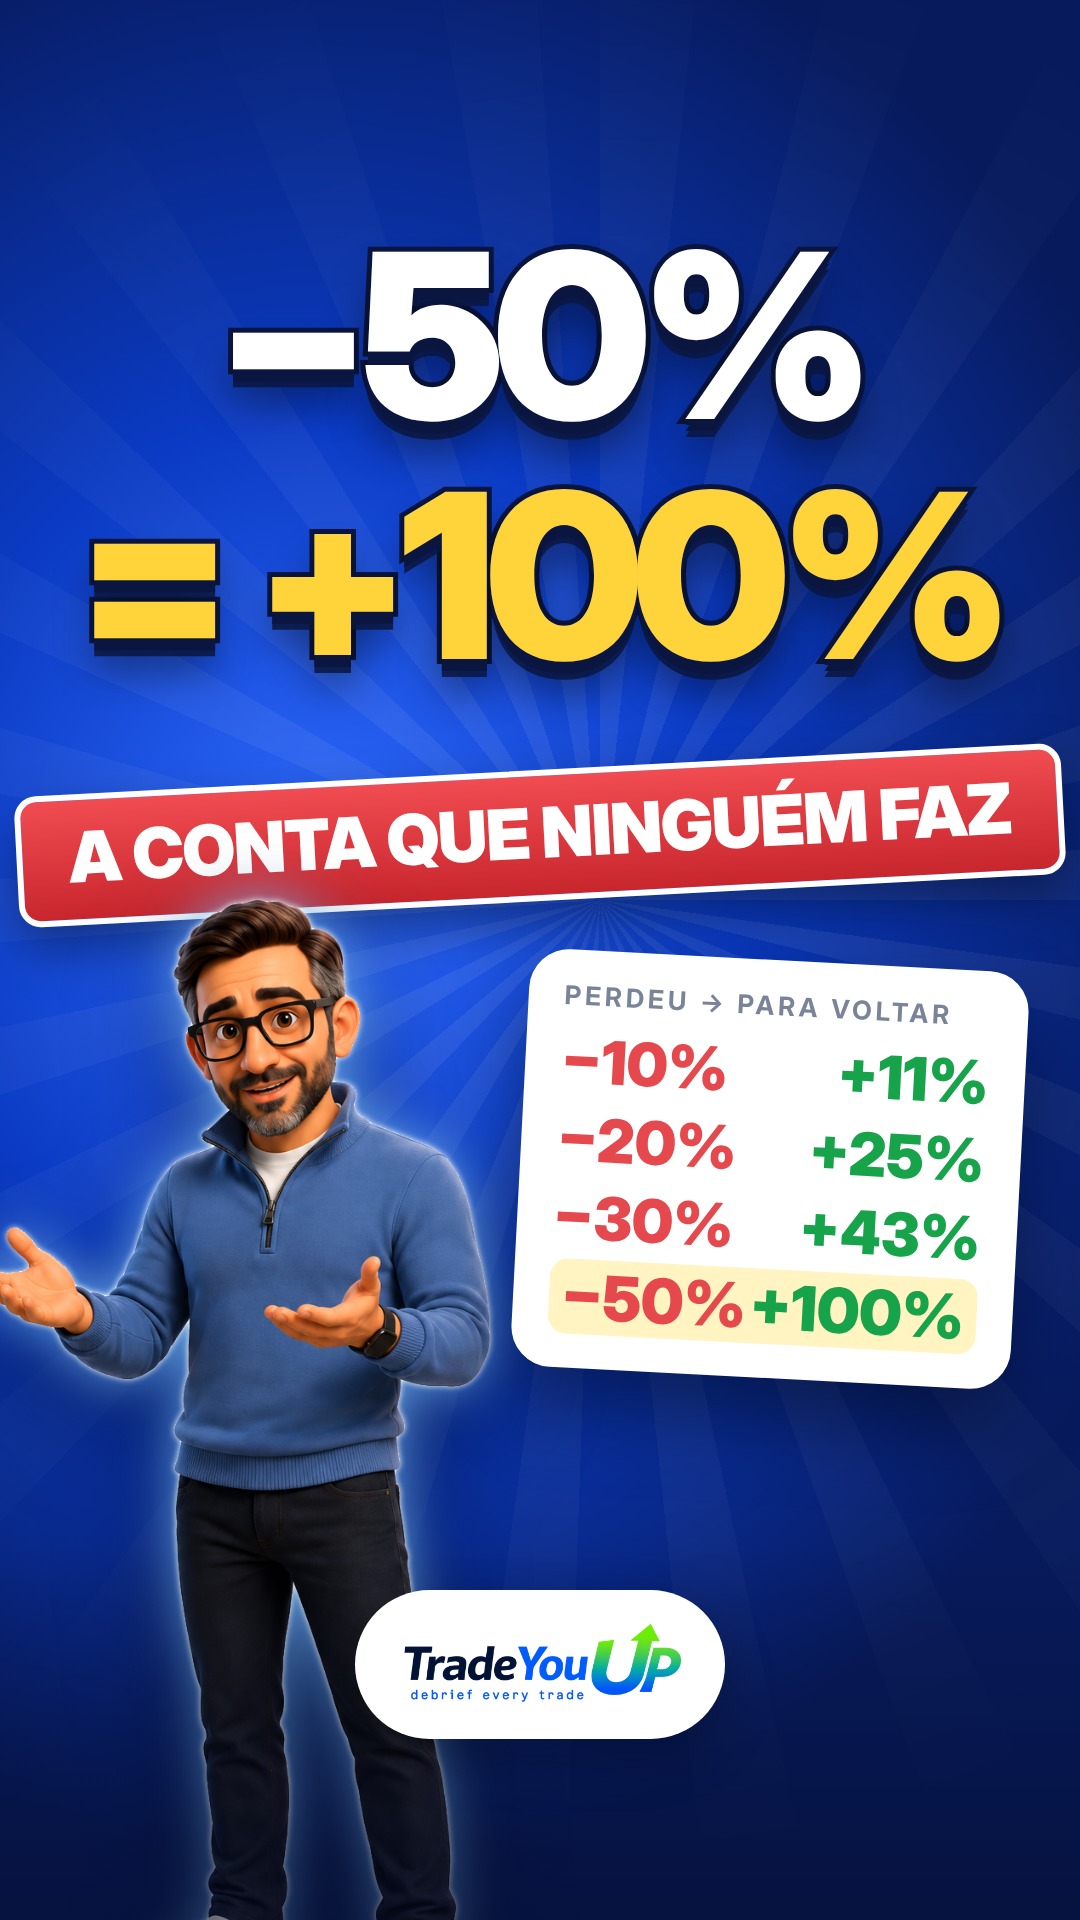 –50%
= +100%
A CONTA QUE NINGUÉM FAZ
PERDEU → PARA VOLTAR
–10% +11%
–20% +25%
–30% +43%
–50% +100%
TradeYouUP
debrief every trade